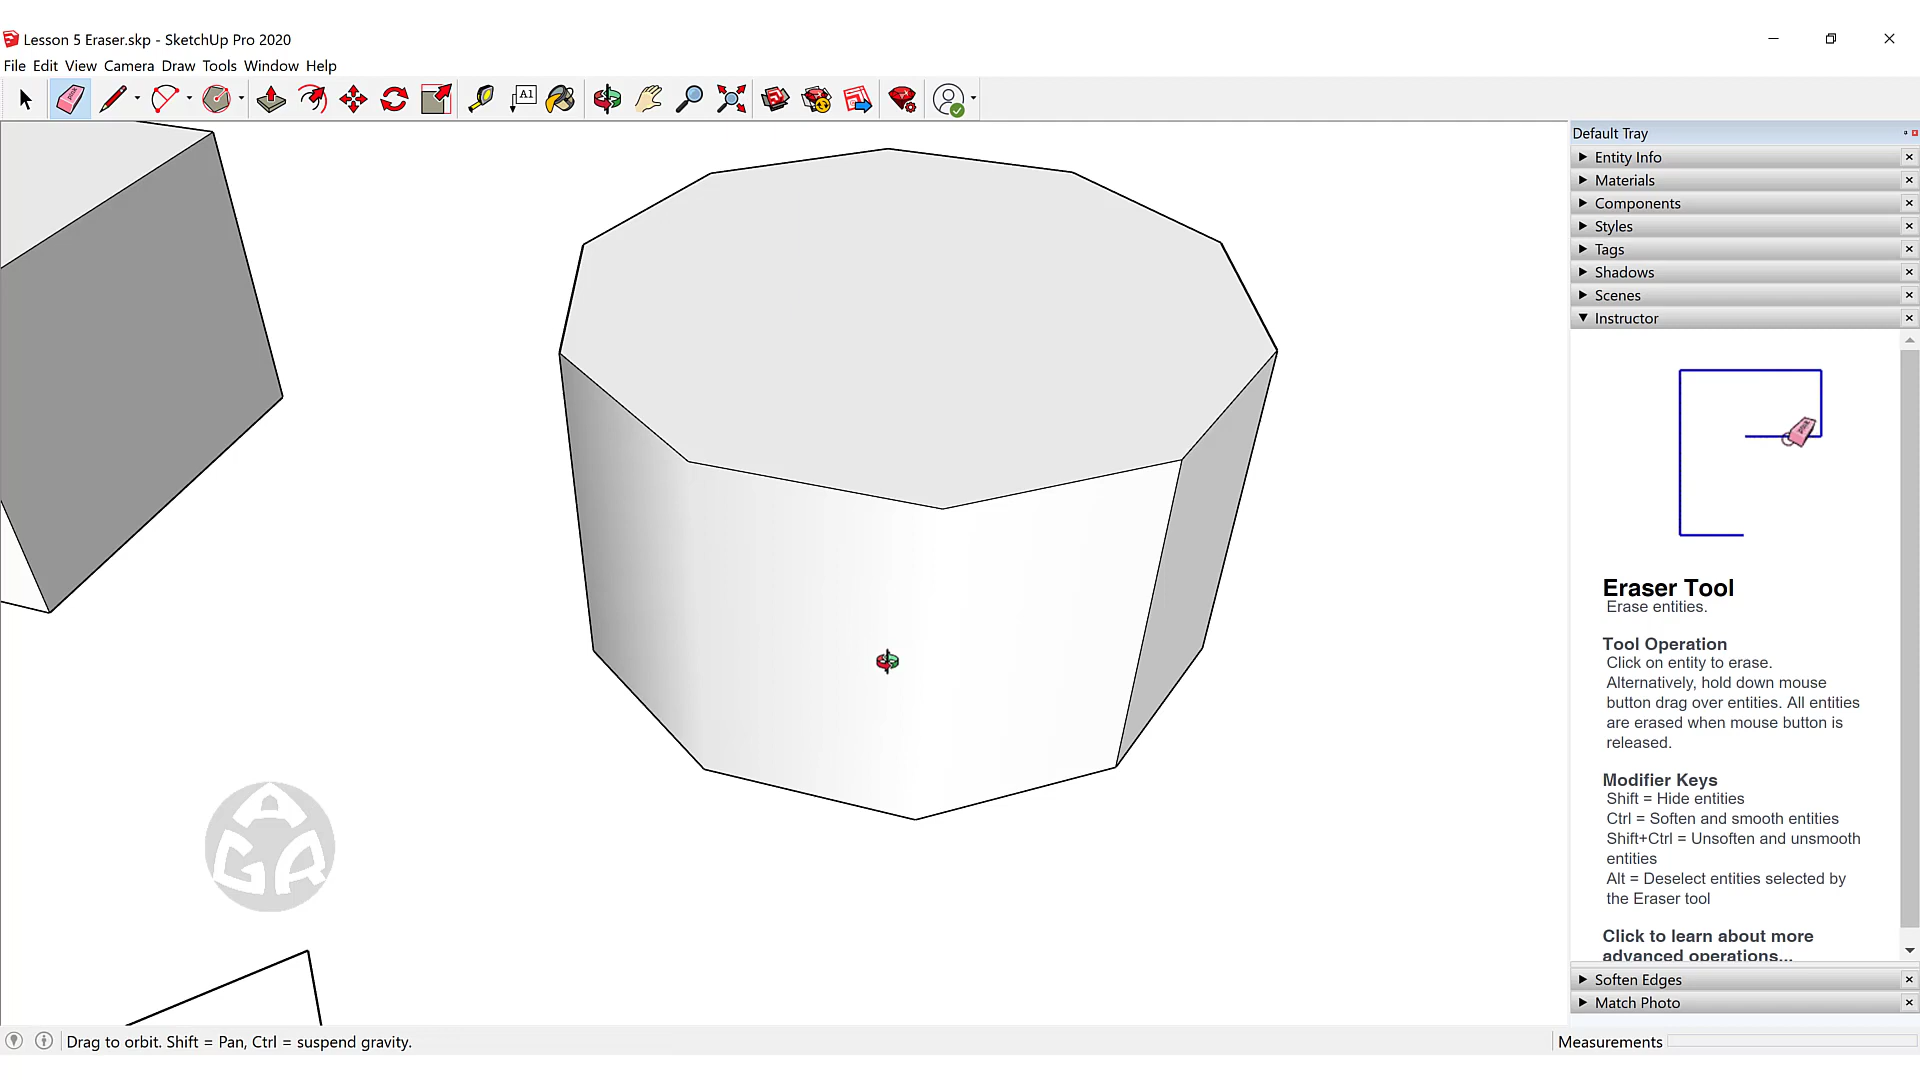 Lesson 5 Eraser.skp - SketchUp Pro 2020
File Edit View Camera Draw Tools Window Help
A1
Default Tray
Entity Info
Materials
Components
Styles
Tags
Shadows
Scenes
Instructor
Eraser Tool
Erase entities.
Tool Operation
Click on entity to erase.
Alternatively, hold down mouse
button drag over entities. All entities
are erased when mouse button is
released.
Modifier Keys
Shift = Hide entities
Ctrl = Soften and smooth entities
Shift+Ctrl = Unsoften and unsmooth
entities
Alt = Deselect entities selected by
the Eraser tool
Click to learn about more
advanced operations...
Soften Edges
Match Photo
AGR
Drag to orbit. Shift = Pan, Ctrl = suspend gravity.
Measurements